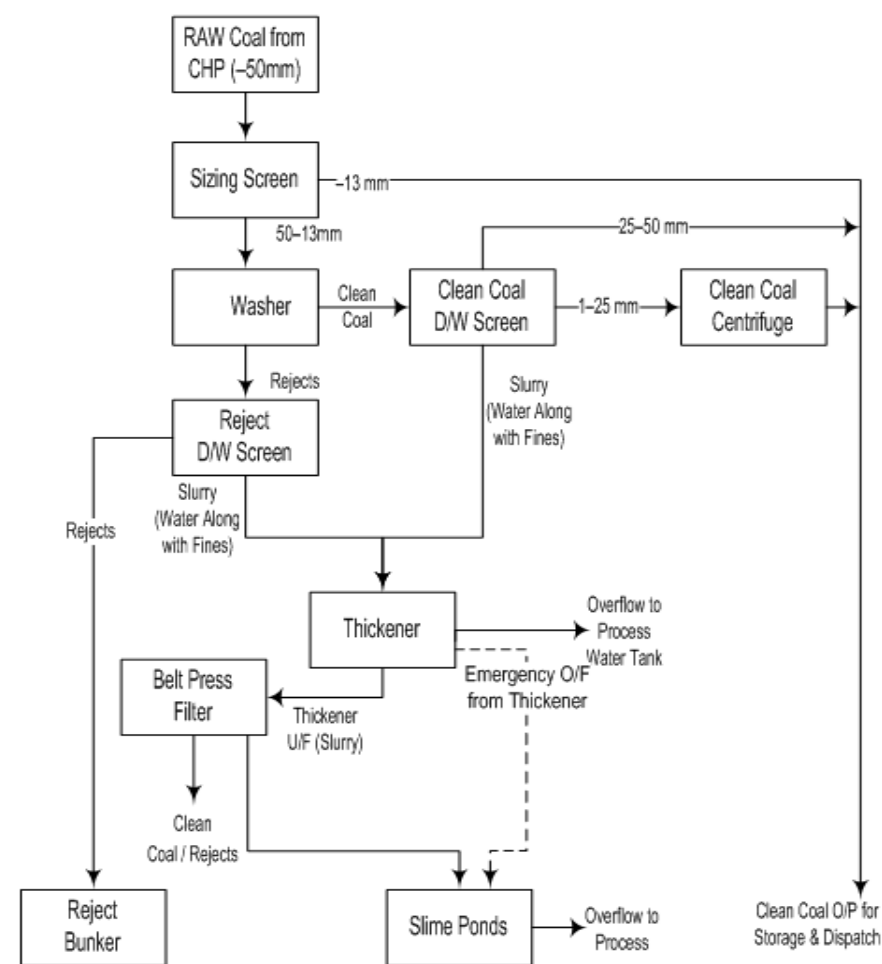 RAW Coal from
CHP (–50mm)
Sizing Screen
–13 mm
50–13mm
25–50 mm
Washer
Clean
Coal
Clean Coal
D/W Screen
1–25 mm
Clean Coal
Centrifuge
Rejects
Reject
D/W Screen
Slurry
(Water Along
with Fines)
Slurry
(Water Along
with Fines)
Rejects
Thickener
Overflow to
Process
Water Tank
Emergency O/F
from Thickener
Belt Press
Filter
Thickener
U/F (Slurry)
Clean
Coal / Rejects
Reject
Bunker
Slime Ponds
Overflow to
Process
Clean Coal O/P for
Storage & Dispatch